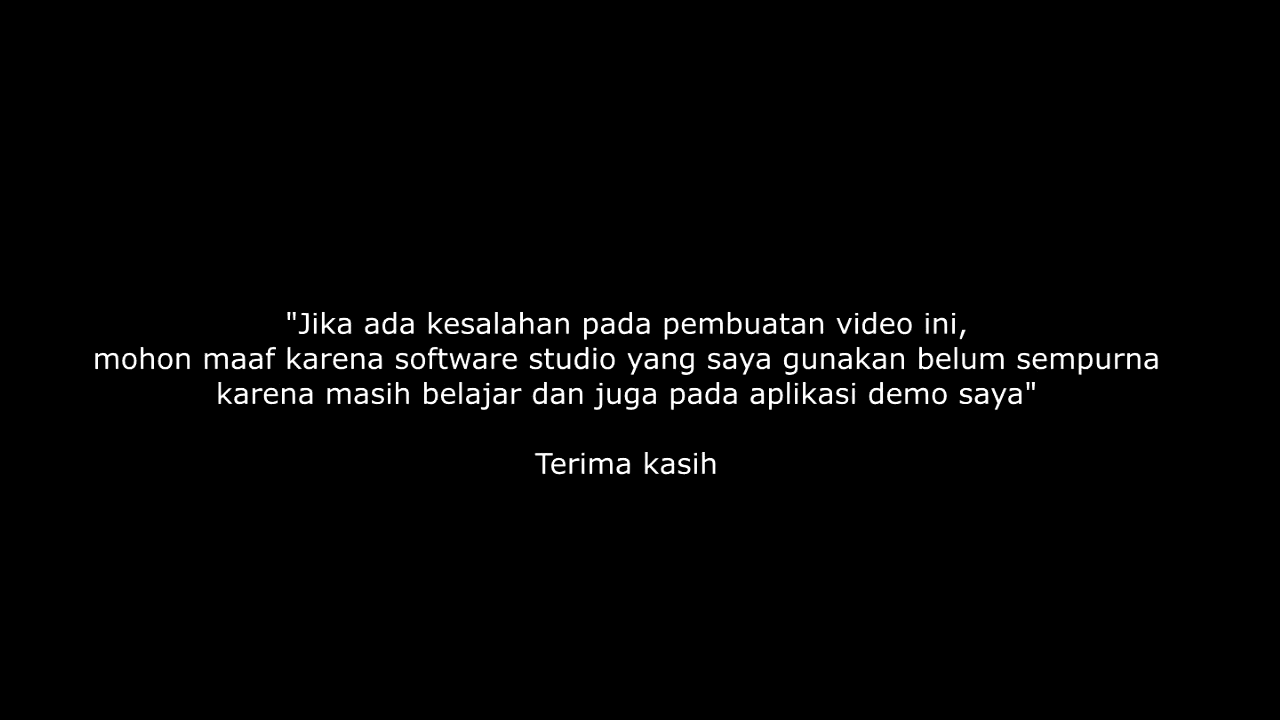 "Jika ada kesalahan pada pembuatan video ini,
mohon maaf karena software studio yang saya gunakan belum sempurna
karena masih belajar dan juga pada aplikasi demo saya"
Terima kasih